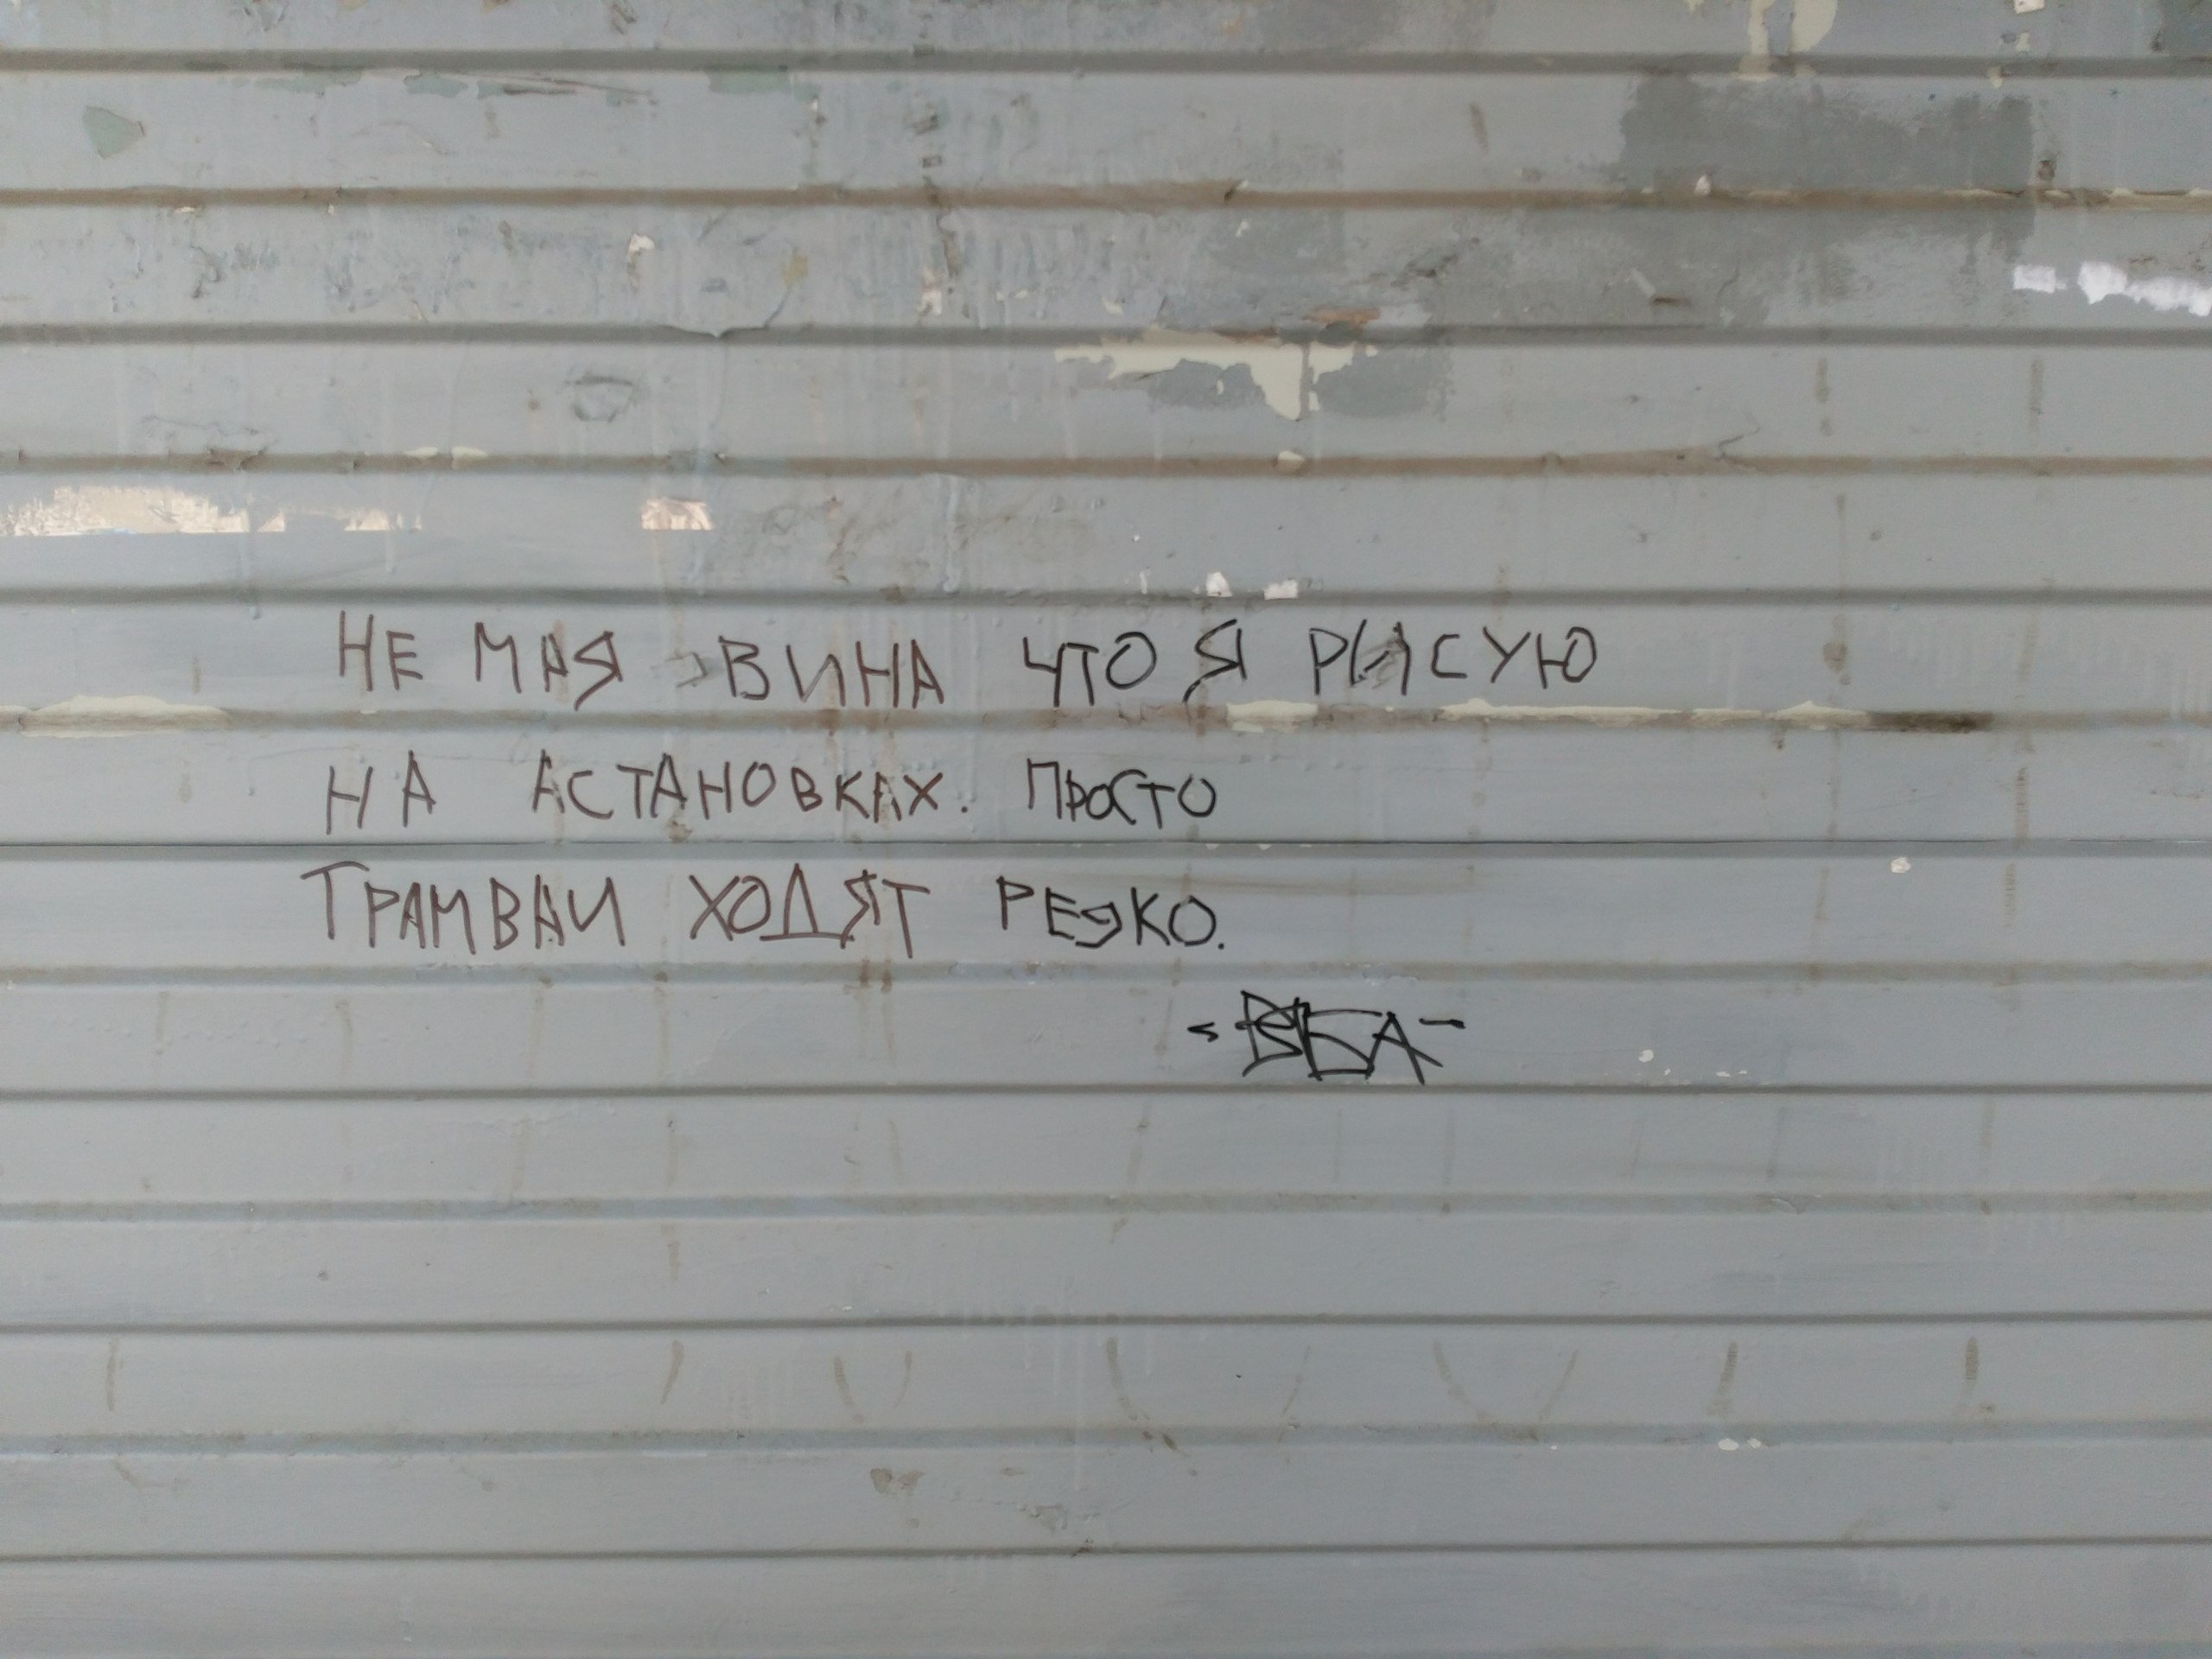 НЕ МАЯ ВИНА ЧТО Я РИСУЮ
НА АСТАНОВКАХ. ПРОСТО
ТРАМВАИ ХОДЯТ РЕДКО.